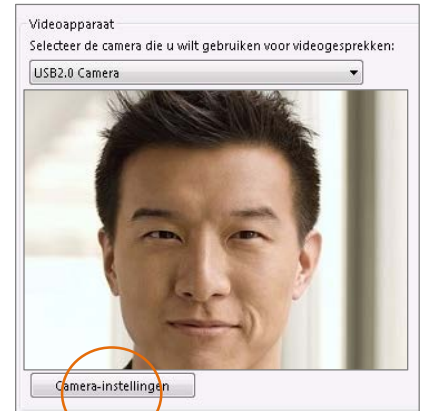 Videoapparaat
Selecteer de camera die u wilt gebruiken voor videogesprekken:
USB2.0 Camera
Camera-instellingen